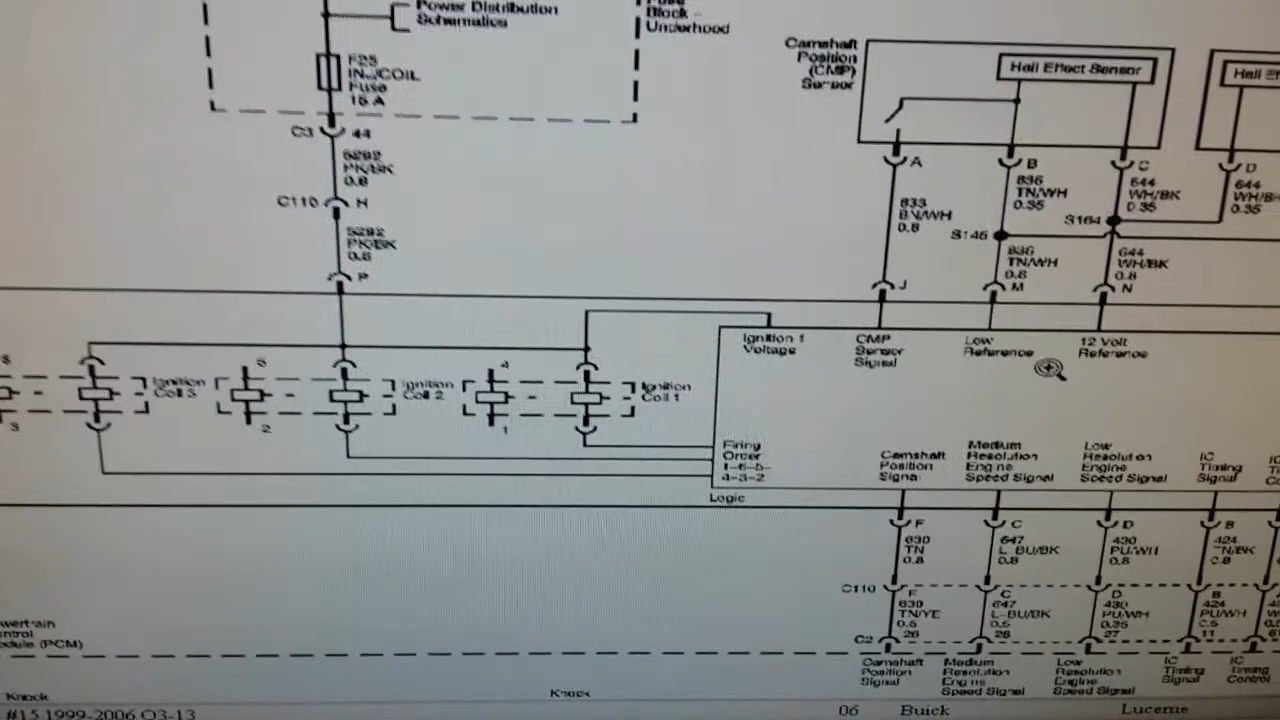 Power Distribution
Schematics
Block -
Underhood
F25
Fuse
15 A
C3
44
5292
PK/BK
0.8
C110
H
5292
PK/BK
0.8
P
Camshaft
Position
(CMP)
Sensor
Hall Effect Sensor
A
B
C
D
833
BN/WH
0.8
836
TN/WH
0.35
644
WH/BK
0.35
644
WH/BK
0.35
S146
S164
836
TN/WH
0.8
644
WH/BK
0.8
J
M
N
Ignition 1
Voltage
CMP
Sensor
Signal
Low
Reference
12 Volt
Reference
Ignition
Coil 3
5
2
Ignition
Coil 2
4
1
Ignition
Coil 1
3
Firing
Order
1-6-5-
4-3-2
Logic
Camshaft
Position
Signal
Medium
Resolution
Engine
Speed Signal
Low
Resolution
Engine
Speed Signal
IC
Timing
Signal
F
C
D
B
630
TN
0.8
647
L-BU/BK
0.8
430
PU/WH
0.8
424
TN/BK
0.8
C110
F
C
D
B
630
TN/YE
0.5
26
647
L-BU/BK
0.5
28
430
PU/WH
0.35
27
424
PU/WH
0.5
11
C2
Camshaft
Position
Signal
Medium
Resolution
Engine
Speed Signal
Low
Resolution
Engine
Speed Signal
IC
Timing
Signal
IC
Timing
Control
(PCM)
Knock
Knock
#15 1999-2006 O3-13
06 Buick Lucerne